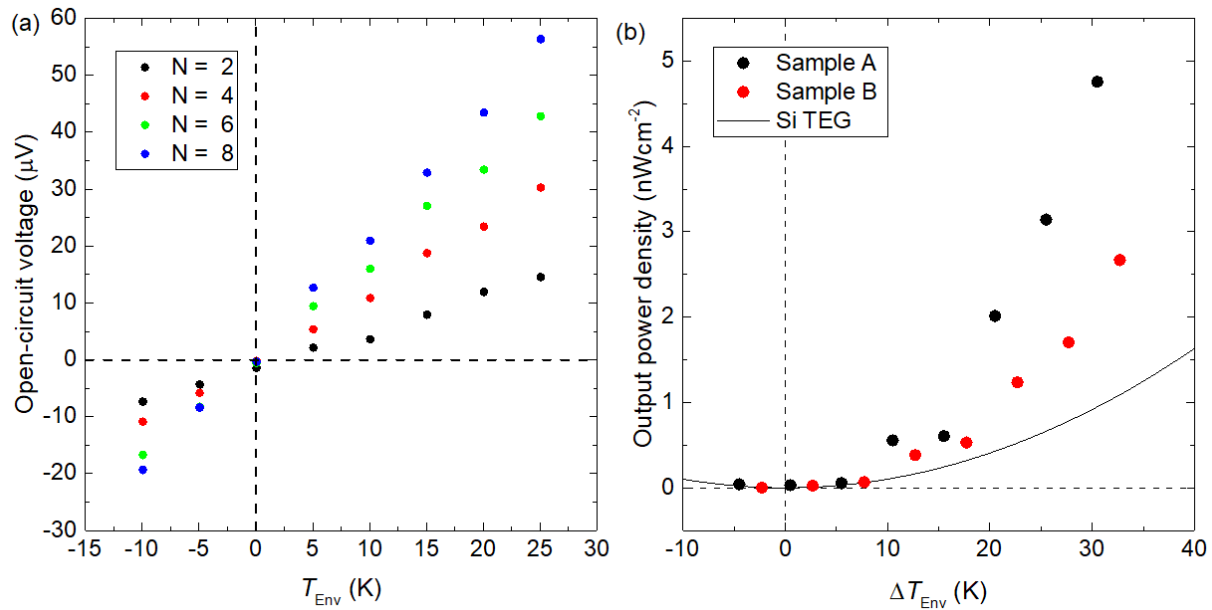 (a)
N = 2
N = 4
N = 6
N = 8
Open-circuit voltage (μV)
60
50
40
30
20
10
0
-10
-20
-30
-15 -10 -5 0 5 10 15 20 25 30
T_Env (K)
(b)
Sample A
Sample B
Si TEG
Output power density (nWcm⁻²)
5
4
3
2
1
0
-10 0 10 20 30 40
ΔT_Env (K)